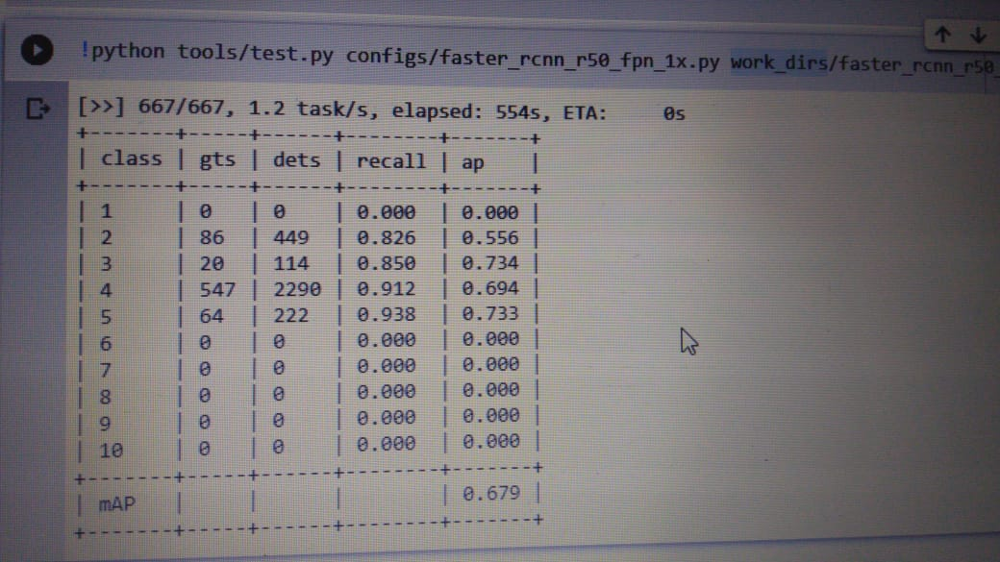 !python tools/test.py configs/faster_rcnn_r50_fpn_1x.py work_dirs/faster_rcnn_r50_
[>>] 667/667, 1.2 task/s, elapsed: 554s, ETA:     0s
+-------+-----+------+--------+-------+
| class | gts | dets | recall | ap    |
+-------+-----+------+--------+-------+
| 1     | 0   | 0    | 0.000  | 0.000 |
| 2     | 86  | 449  | 0.826  | 0.556 |
| 3     | 20  | 114  | 0.850  | 0.734 |
| 4     | 547 | 2290 | 0.912  | 0.694 |
| 5     | 64  | 222  | 0.938  | 0.733 |
| 6     | 0   | 0    | 0.000  | 0.000 |
| 7     | 0   | 0    | 0.000  | 0.000 |
| 8     | 0   | 0    | 0.000  | 0.000 |
| 9     | 0   | 0    | 0.000  | 0.000 |
| 10    | 0   | 0    | 0.000  | 0.000 |
+-------+-----+------+--------+-------+
| mAP   |     |      |        | 0.679 |
+-------+-----+------+--------+-------+